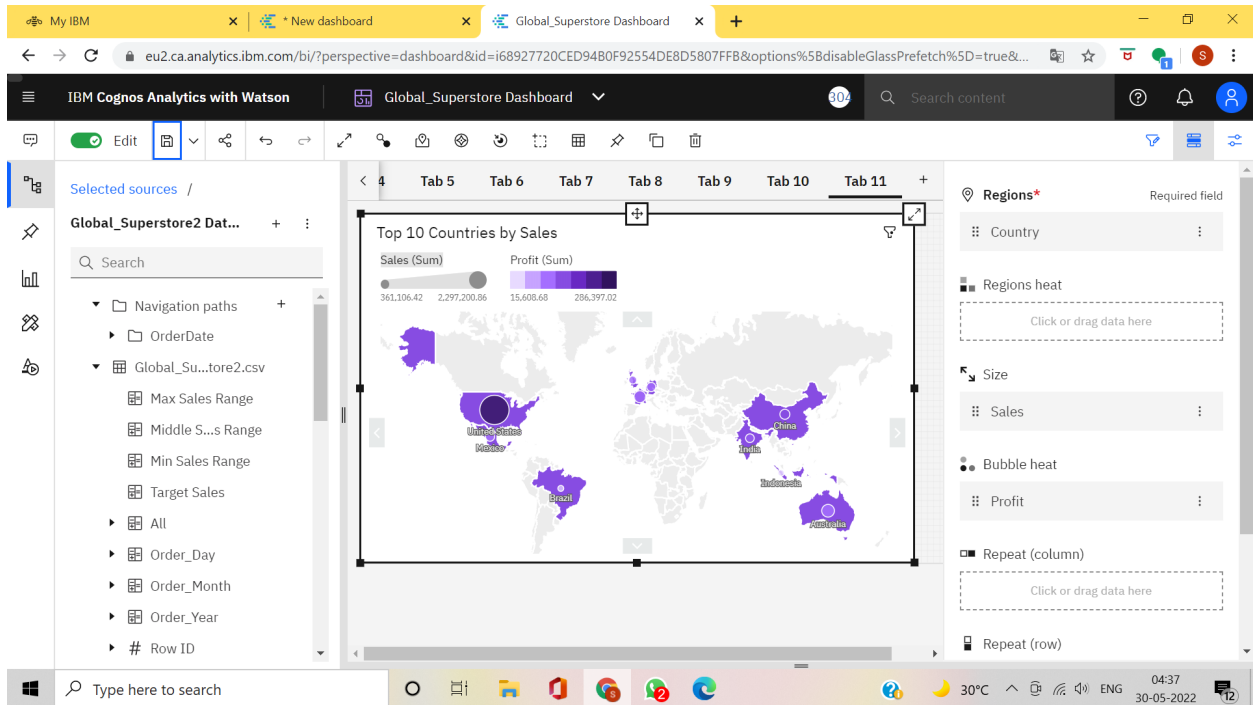 My IBM
* New dashboard
Global_Superstore Dashboard
eu2.ca.analytics.ibm.com/bi/?perspective=dashboard&id=i68927720CED94B0F92554DE8D5807FFB&options%5BdisableGlassPrefetch%5D=true&...
S
1
IBM Cognos Analytics with Watson
Global_Superstore Dashboard
304
Search content
Edit
Selected sources /
Global_Superstore2 Dat...
Search
Navigation paths
OrderDate
Global_Su...tore2.csv
Max Sales Range
Middle S...s Range
Min Sales Range
Target Sales
All
Order_Day
Order_Month
Order_Year
# Row ID
4 Tab 5 Tab 6 Tab 7 Tab 8 Tab 9 Tab 10 Tab 11
Top 10 Countries by Sales
Sales (Sum) Profit (Sum)
361,106.42 2,297,200.86 15,608.68 286,397.02
United States
Mexico
Brazil
China
India
Indonesia
Australia
Regions* Required field
Country
Regions heat
Click or drag data here
Size
Sales
Bubble heat
Profit
Repeat (column)
Click or drag data here
Repeat (row)
Type here to search
S
2
30°C
ENG
04:37
30-05-2022
12